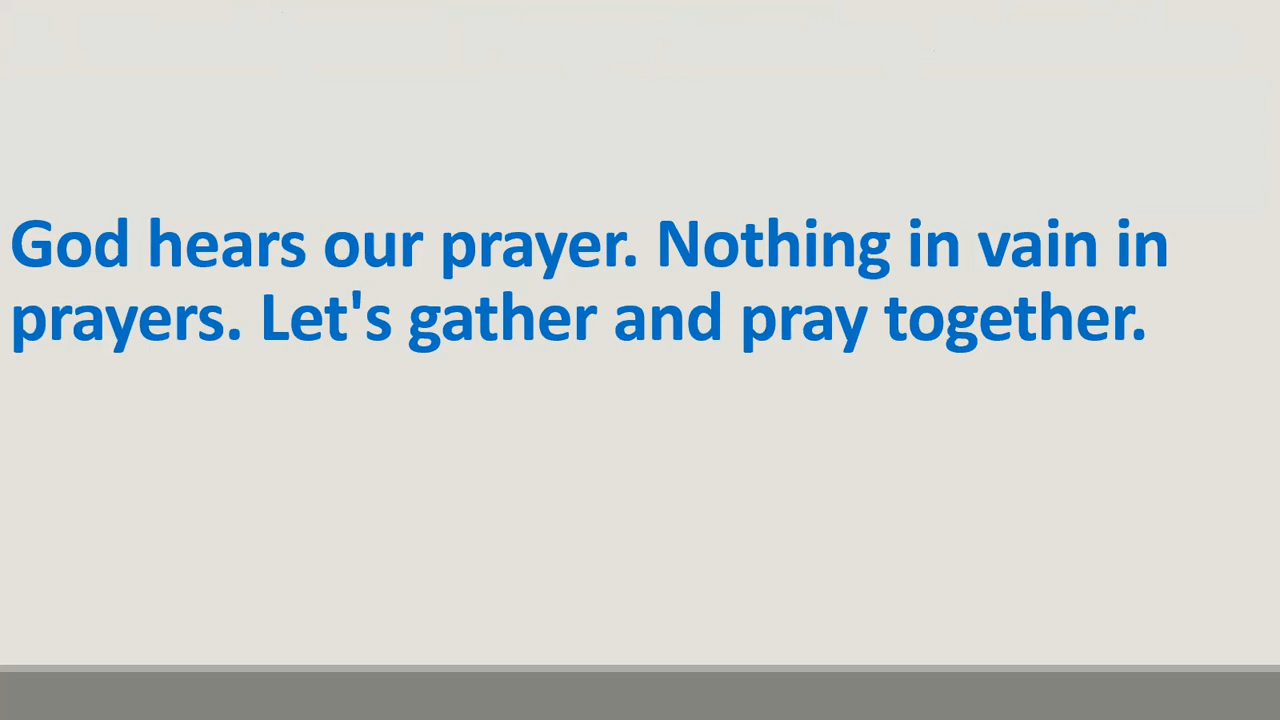 God hears our prayer. Nothing in vain in
prayers. Let's gather and pray together.